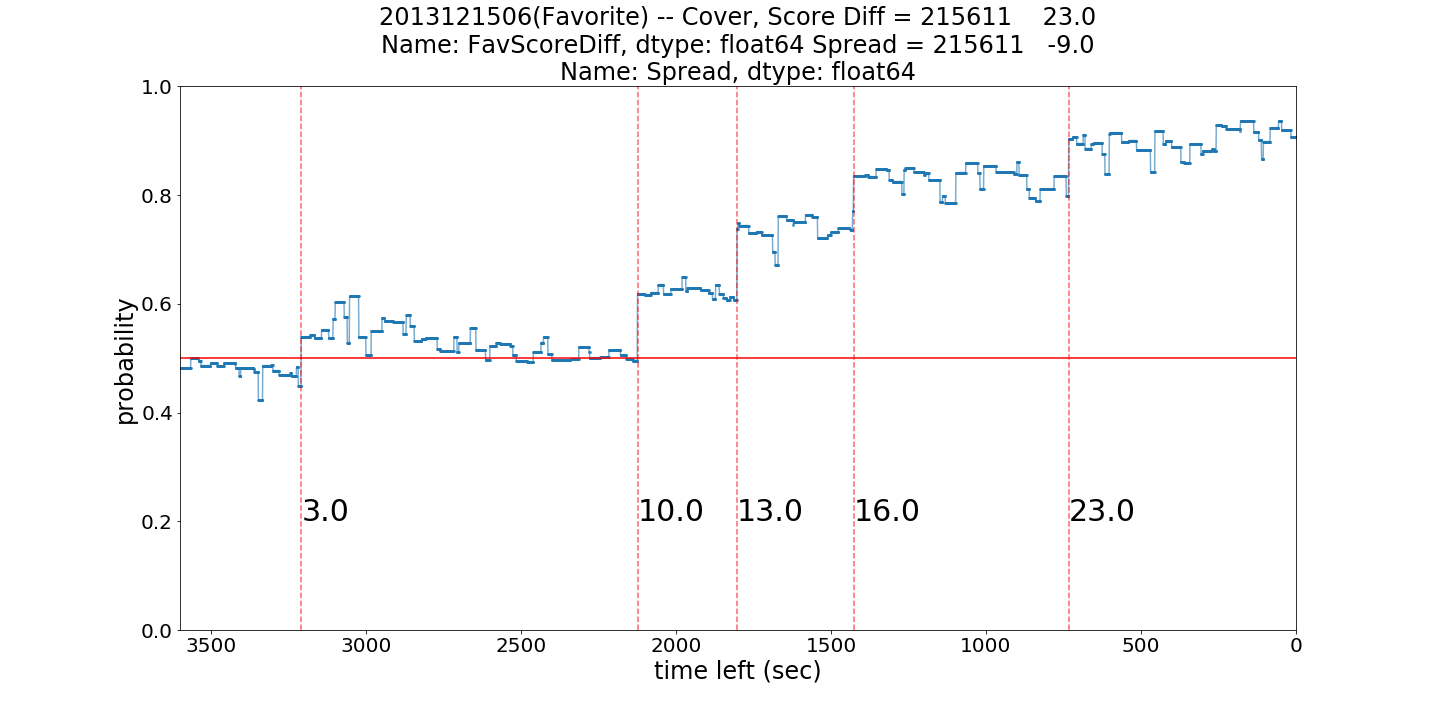 2013121506(Favorite) -- Cover, Score Diff = 215611    23.0
Name: FavScoreDiff, dtype: float64 Spread = 215611   -9.0
Name: Spread, dtype: float64
1.0
0.8
0.6
0.4
0.2
0.0
probability
3.0
10.0
13.0
16.0
23.0
3500 3000 2500 2000 1500 1000 500 0
time left (sec)